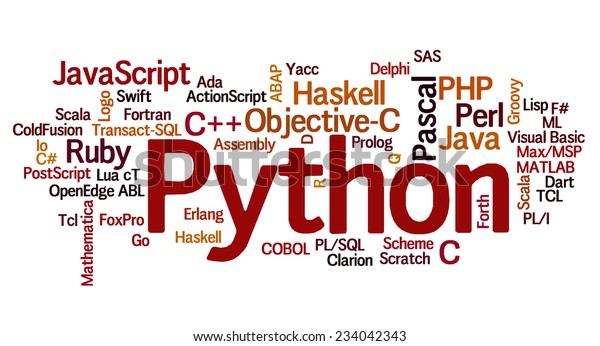 SAS
JavaScript
Ada
ABAP
Yacc
Delphi
Pascal
PHP
Groovy
Logo
Swift
ActionScript
Haskell
Perl
Lisp
F#
Scala
Fortran
C++
Objective-C
ML
ColdFusion
Transact-SQL
Java
Visual Basic
Io
C#
Ruby
Assembly
D
Prolog
Q
Max/MSP
MATLAB
PostScript
Lua
cT
Python
R
Scala
Dart
OpenEdge ABL
TCL
Tcl
Mathematica
FoxPro
Erlang
Forth
PL/I
Go
Haskell
COBOL
PL/SQL
Scheme
C
Clarion
Scratch
shutterstock
www.shutterstock.com · 234042343